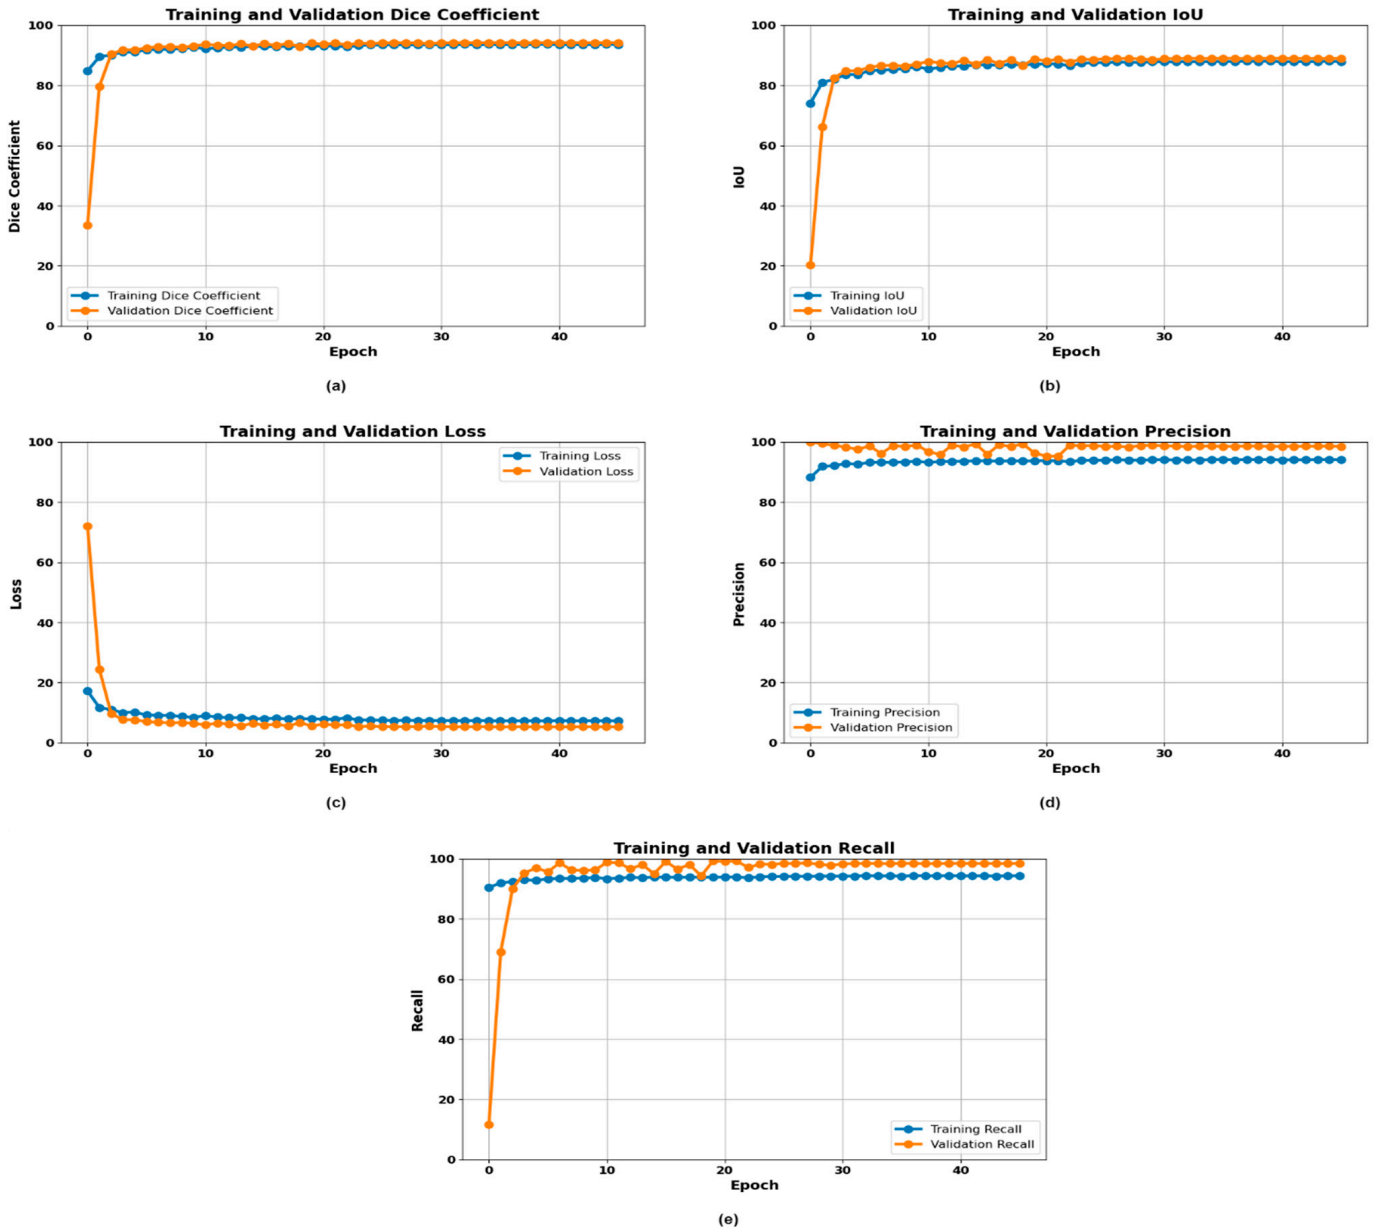 Training and Validation Dice Coefficient
100
80
60
40
20
0
Dice Coefficient
Training Dice Coefficient
Validation Dice Coefficient
0 10 20 30 40
Epoch
(a)
Training and Validation IoU
100
80
60
40
20
0
IoU
Training IoU
Validation IoU
0 10 20 30 40
Epoch
(b)
Training and Validation Loss
100
80
60
40
20
0
Loss
Training Loss
Validation Loss
0 10 20 30 40
Epoch
(c)
Training and Validation Precision
100
80
60
40
20
0
Precision
Training Precision
Validation Precision
0 10 20 30 40
Epoch
(d)
Training and Validation Recall
100
80
60
40
20
0
Recall
Training Recall
Validation Recall
0 10 20 30 40
Epoch
(e)